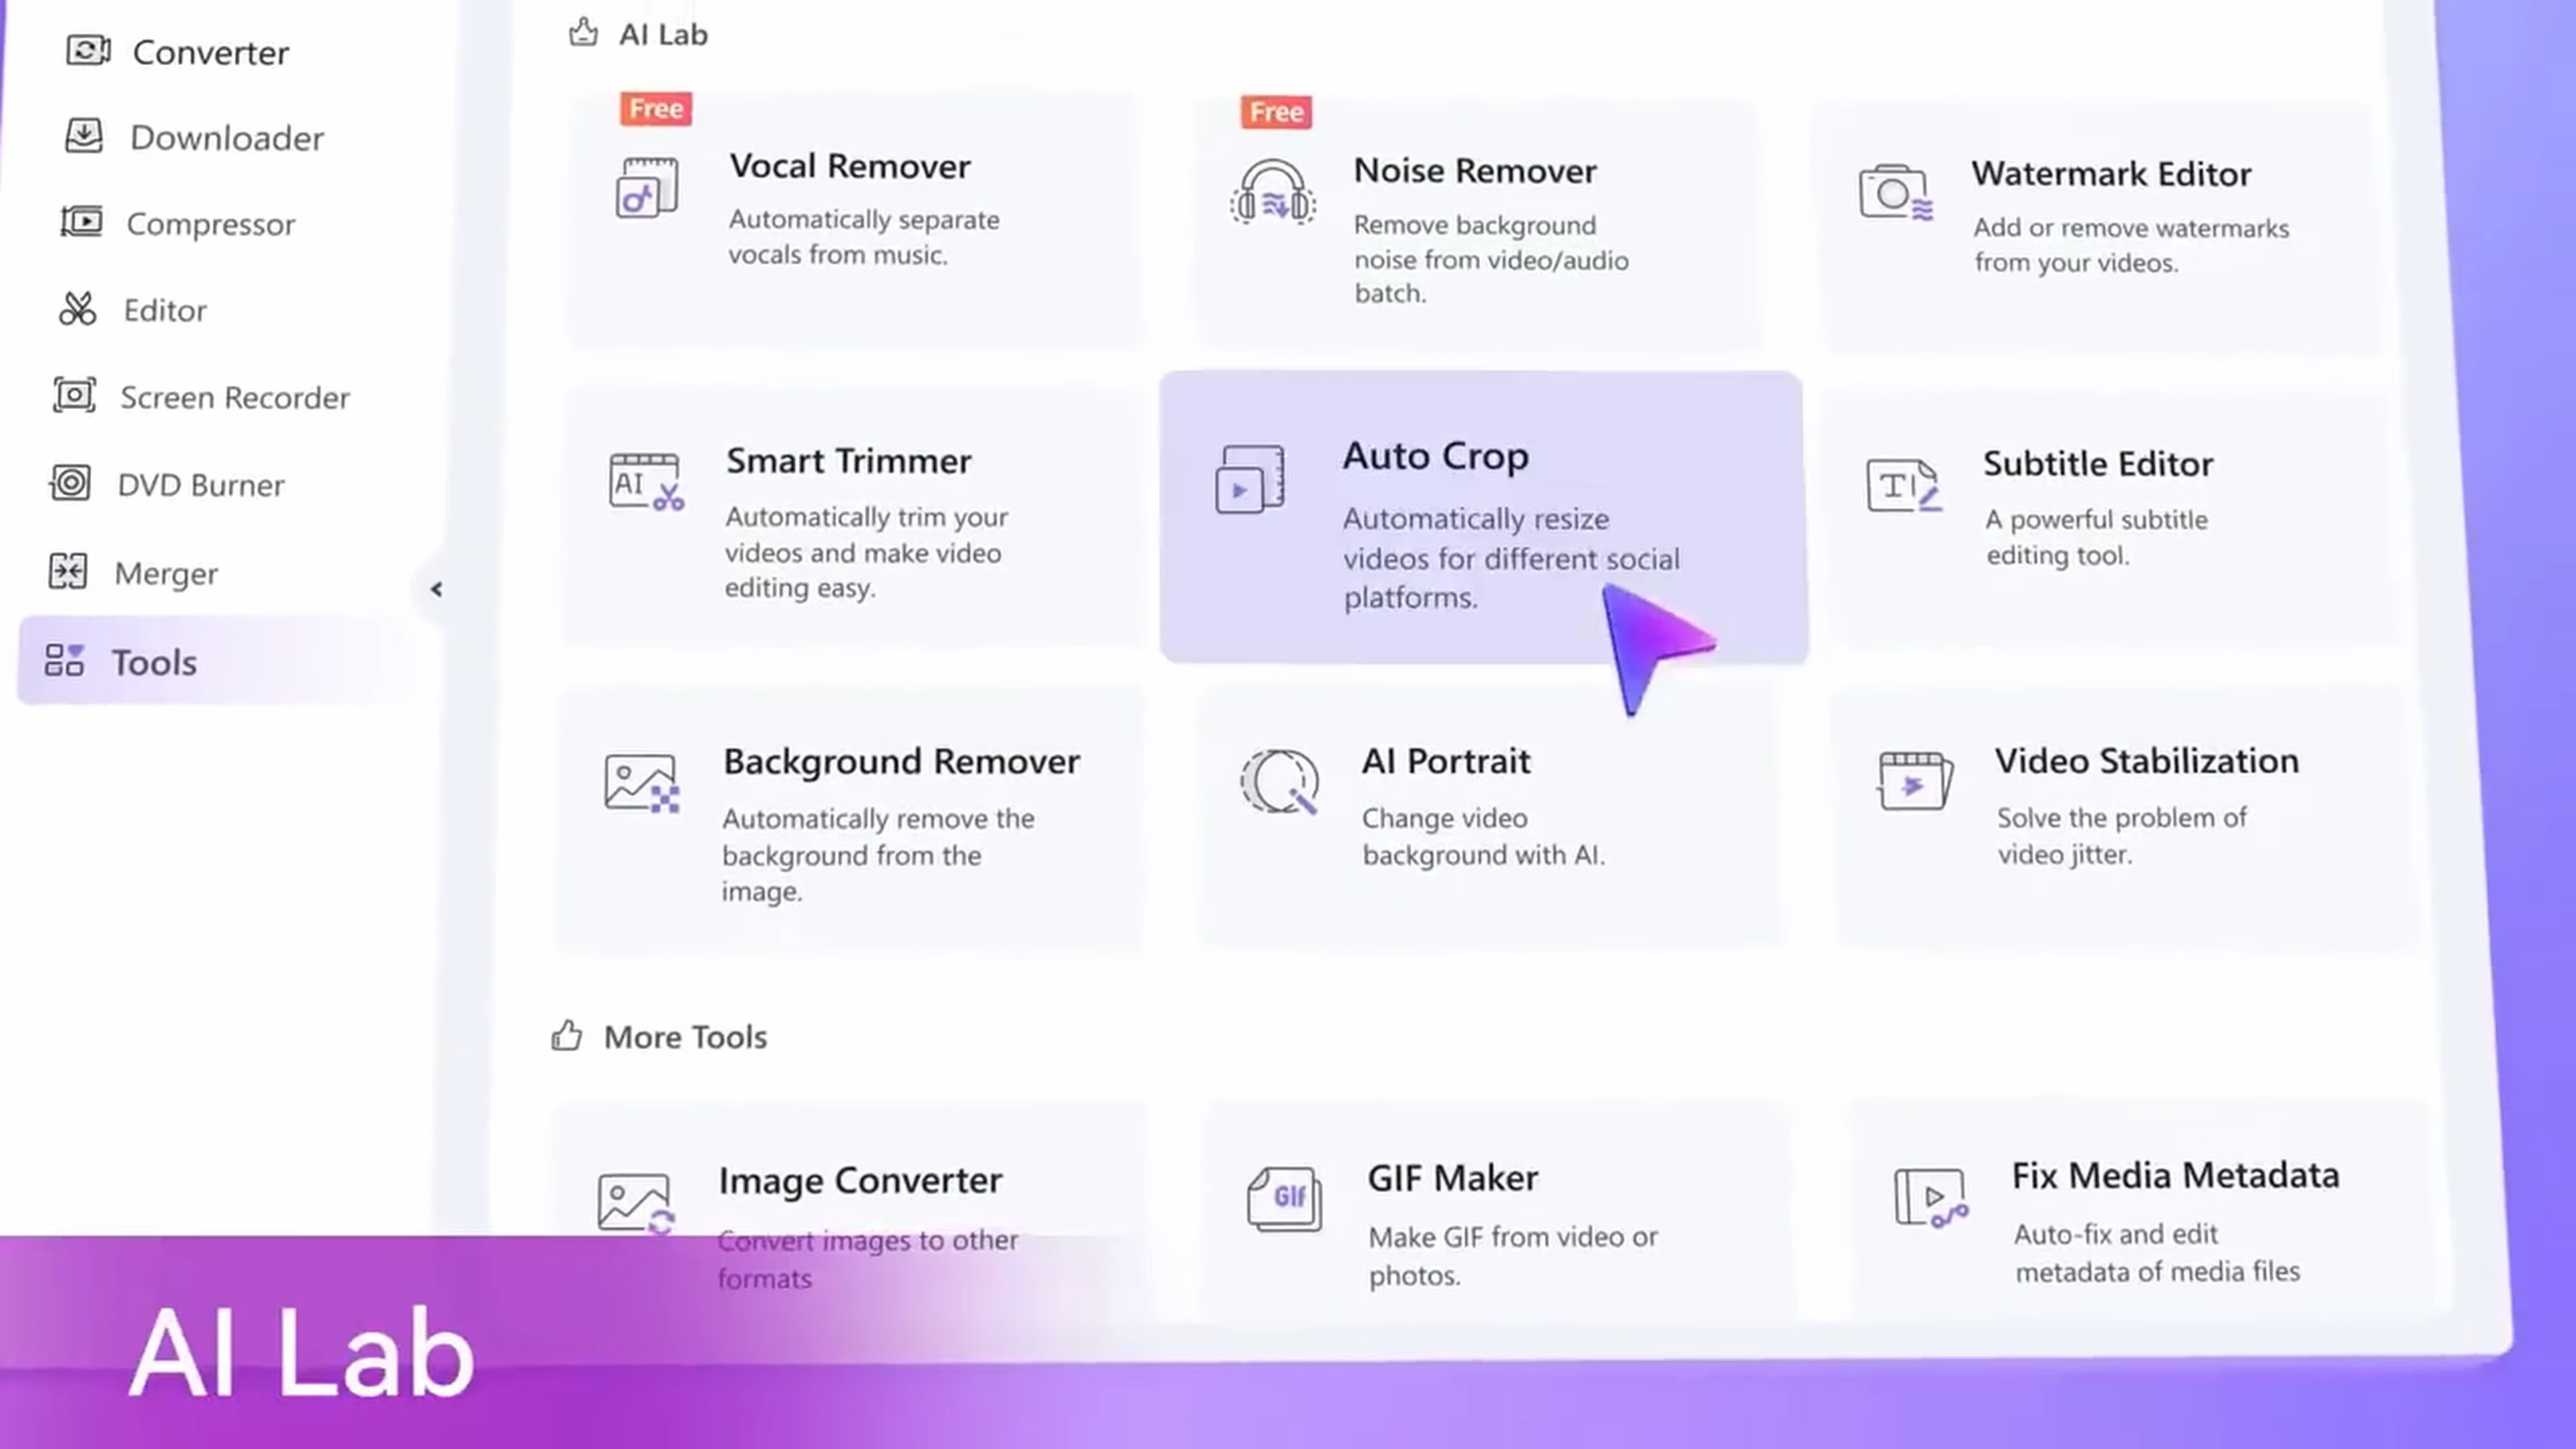 Converter
Downloader
Compressor
Editor
Screen Recorder
DVD Burner
Merger
Tools
AI Lab
Free
Vocal Remover
Automatically separate
vocals from music.
Free
Noise Remover
Remove background
noise from video/audio
batch.
Watermark Editor
Add or remove watermarks
from your videos.
AI
Smart Trimmer
Automatically trim your
videos and make video
editing easy.
Auto Crop
Automatically resize
videos for different social
platforms.
T
Subtitle Editor
A powerful subtitle
editing tool.
Background Remover
Automatically remove the
background from the
image.
AI Portrait
Change video
background with AI.
Video Stabilization
Solve the problem of
video jitter.
More Tools
Image Converter
Convert images to other
formats
GIF
GIF Maker
Make GIF from video or
photos.
Fix Media Metadata
Auto-fix and edit
metadata of media files
AI Lab